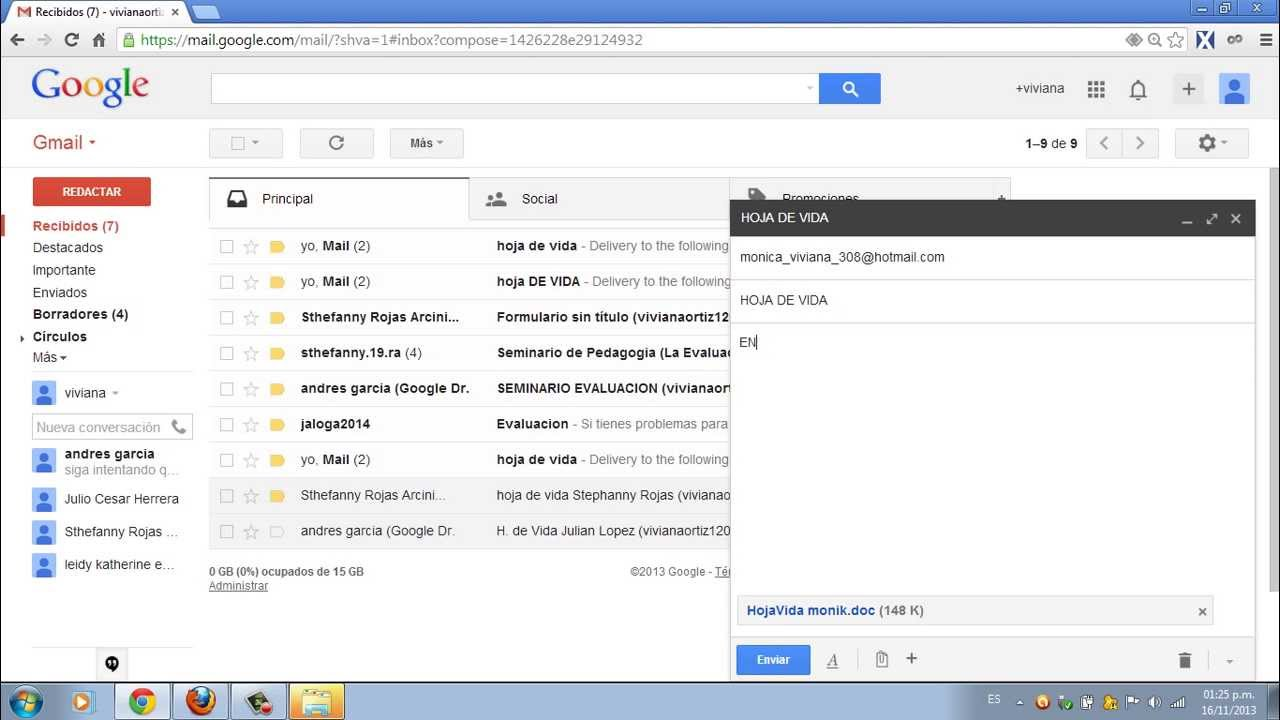 Recibidos (7) - vivianaorti
https://mail.google.com/mail/?shva=1#inbox?compose=1426228e29124932
Google
+viviana
Gmail
Más
1–9 de 9
REDACTAR
Principal
Social
Promociones
Recibidos (7)
Destacados
Importante
Enviados
Borradores (4)
Círculos
Más
viviana
Nueva conversación
andres garcia
siga intentando q...
Julio Cesar Herrera
Sthefanny Rojas ...
leidy katherine e...
yo, Mail (2) hoja de vida - Delivery to the following
yo, Mail (2) hoja DE VIDA - Delivery to the following
Sthefanny Rojas Arcini... Formulario sin título (vivianaortiz12
sthefanny.19.ra (4) Seminario de Pedagogia (La Evalua
andres garcia (Google Dr. SEMINARIO EVALUACION (vivianao
jaloga2014 Evaluacion - Si tienes problemas para
yo, Mail (2) hoja de vida - Delivery to the following
Sthefanny Rojas Arcini... hoja de vida Stephanny Rojas (viviano
andres garcia (Google Dr. H. de Vida Julian Lopez (vivianaortiz120
0 GB (0%) ocupados de 15 GB
Administrar
©2013 Google - Tér
HOJA DE VIDA
monica_viviana_308@hotmail.com
HOJA DE VIDA
EN
HojaVida monik.doc (148 K)
Enviar
A
ES
01:25 p.m.
16/11/2013